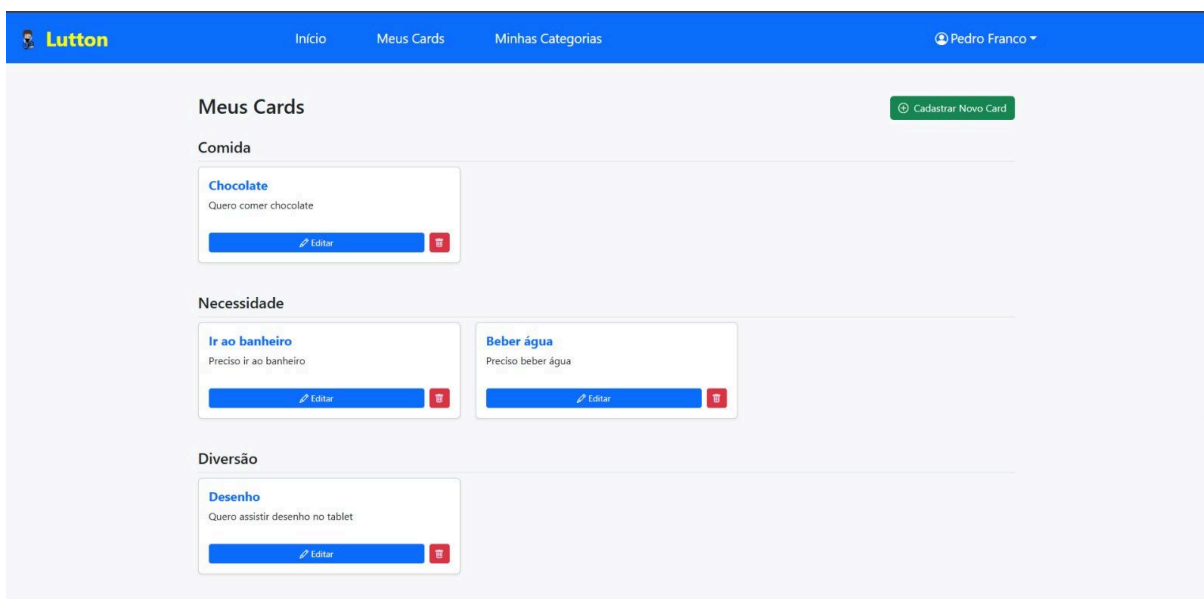 Lutton
Início Meus Cards Minhas Categorias Pedro Franco
Meus Cards
Cadastrar Novo Card
Comida
Chocolate
Quero comer chocolate
Editar
Necessidade
Ir ao banheiro
Preciso ir ao banheiro
Editar
Beber água
Preciso beber água
Editar
Diversão
Desenho
Quero assistir desenho no tablet
Editar